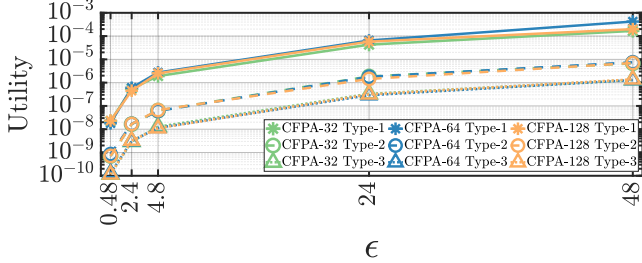 10⁻³
10⁻⁴
10⁻⁵
10⁻⁶
10⁻⁷
10⁻⁸
10⁻⁹
10⁻¹⁰
Utility
CFPA-32 Type-1 CFPA-64 Type-1 CFPA-128 Type-1
CFPA-32 Type-2 CFPA-64 Type-2 CFPA-128 Type-2
CFPA-32 Type-3 CFPA-64 Type-3 CFPA-128 Type-3
0.48 2.4 4.8 24 48
ϵ